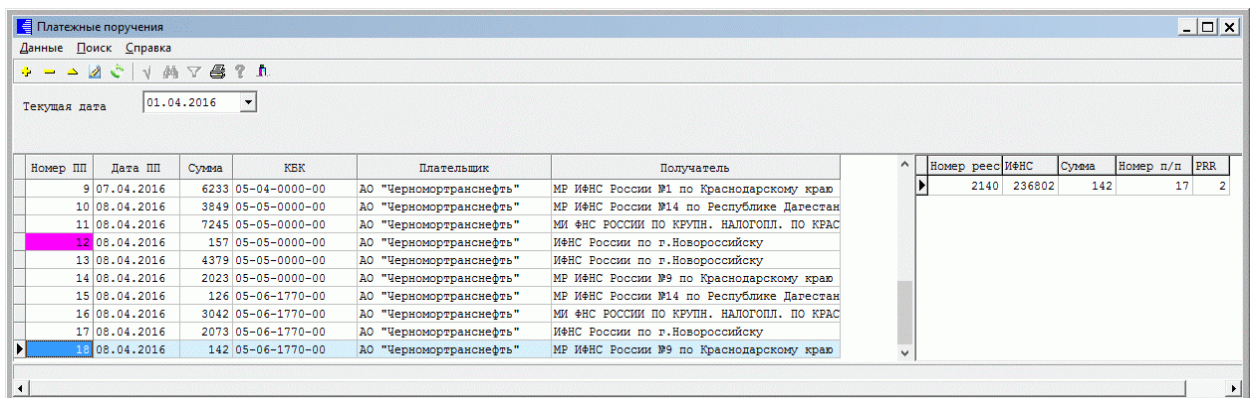 Платежные поручения
Данные Поиск Справка
Текущая дата 01.04.2016
Номер ПП Дата ПП Сумма КБК Плательщик Получатель Номер реес ИФНС Сумма Номер п/п PRR
9 07.04.2016 6233 05-04-0000-00 АО "Черномортранснефть" МР ИФНС России №1 по Краснодарскому краю 2140 236802 142 17 2
10 08.04.2016 3849 05-05-0000-00 АО "Черномортранснефть" МР ИФНС России №14 по Республике Дагестан
11 08.04.2016 7245 05-05-0000-00 АО "Черномортранснефть" МИ ФНС РОССИИ ПО КРУПН. НАЛОГОПЛ. ПО КРАС
12 08.04.2016 157 05-05-0000-00 АО "Черномортранснефть" ИФНС России по г.Новороссийску
13 08.04.2016 4379 05-05-0000-00 АО "Черномортранснефть" ИФНС России по г.Новороссийску
14 08.04.2016 2023 05-05-0000-00 АО "Черномортранснефть" МР ИФНС России №9 по Краснодарскому краю
15 08.04.2016 126 05-06-1770-00 АО "Черномортранснефть" МР ИФНС России №14 по Республике Дагестан
16 08.04.2016 3042 05-06-1770-00 АО "Черномортранснефть" МИ ФНС РОССИИ ПО КРУПН. НАЛОГОПЛ. ПО КРАС
17 08.04.2016 2073 05-06-1770-00 АО "Черномортранснефть" ИФНС России по г.Новороссийску
18 08.04.2016 142 05-06-1770-00 АО "Черномортранснефть" МР ИФНС России №9 по Краснодарскому краю